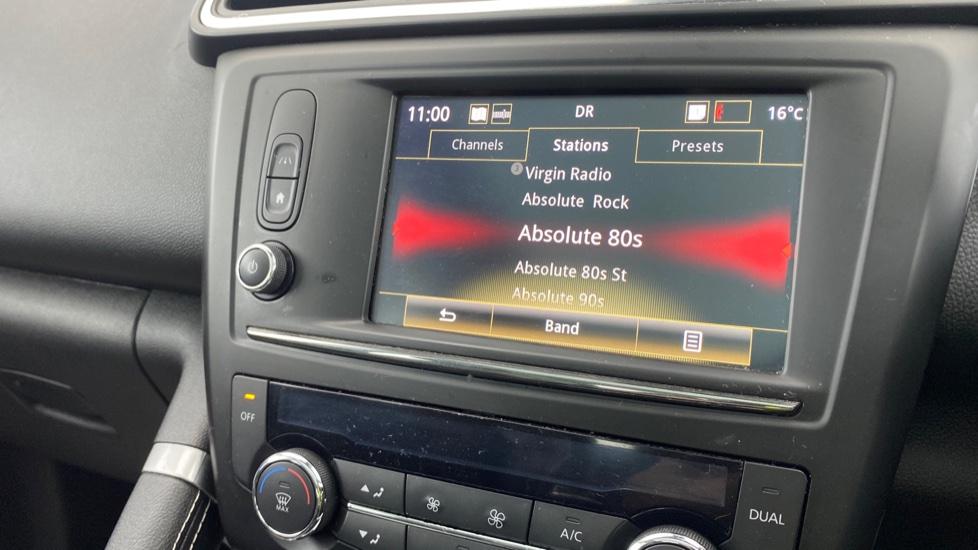 11:00 DR 16°C
Channels Stations Presets
Virgin Radio
Absolute Rock
Absolute 80s
Absolute 80s St
Absolute 90s
Band
OFF
MAX
A/C
DUAL